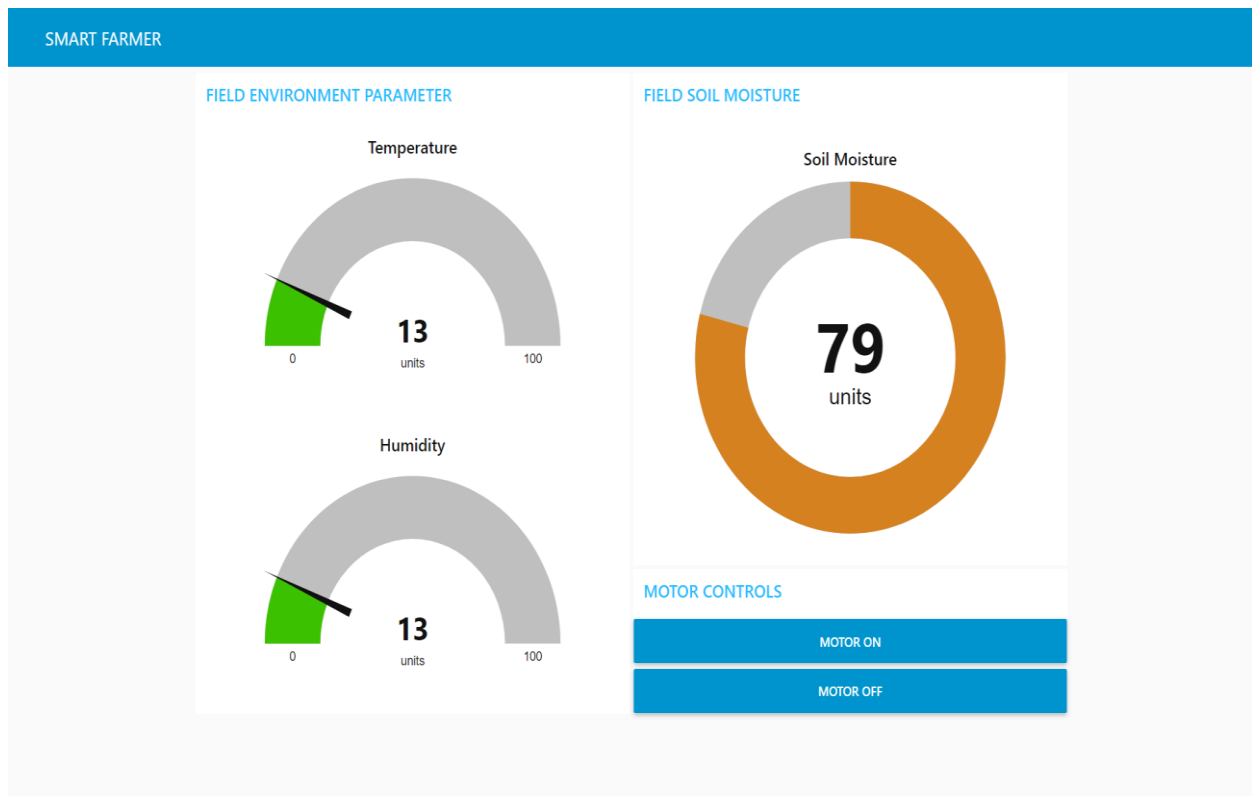 SMART FARMER
FIELD ENVIRONMENT PARAMETER
Temperature
13
units
0
100
Humidity
13
units
0
100
FIELD SOIL MOISTURE
Soil Moisture
79
units
MOTOR CONTROLS
MOTOR ON
MOTOR OFF